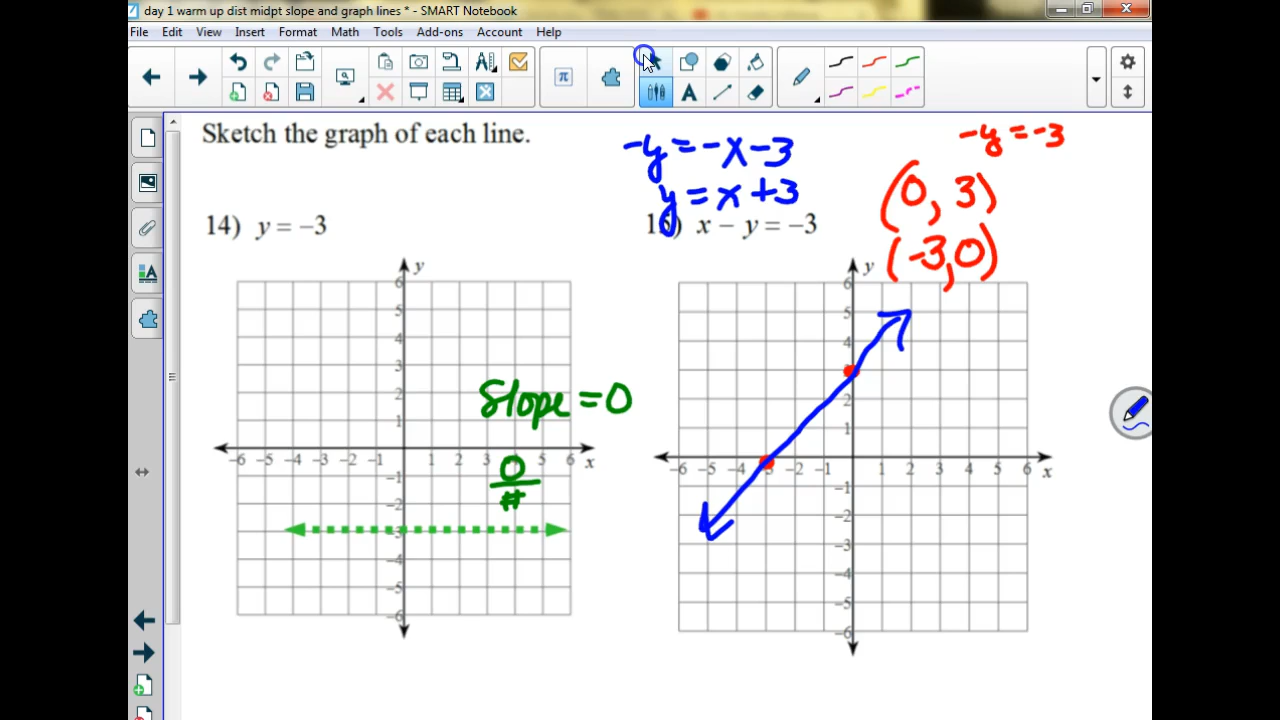 day 1 warm up dist midpt slope and graph lines * - SMART Notebook
File Edit View Insert Format Math Tools Add-ons Account Help
π
A
Sketch the graph of each line.
-y = -x - 3
y = x + 3
-y = -3
(0, 3)
(-3, 0)
14) y = −3
16) x − y = −3
y
6
5
4
3
2
1
-6 -5 -4 -3 -2 -1 1 2 3 5 6 x
-1
-2
-3
-4
-5
-6
Slope = 0
0
#
y
6
5
4
2
1
-6 -5 -4 -3 -2 -1 1 2 3 4 5 6 x
-1
-2
-3
-4
-5
-6